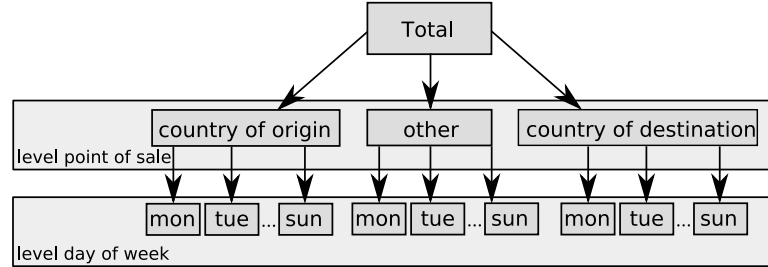 Total
country of origin other country of destination
level point of sale
mon tue ... sun mon tue ... sun mon tue ... sun
level day of week